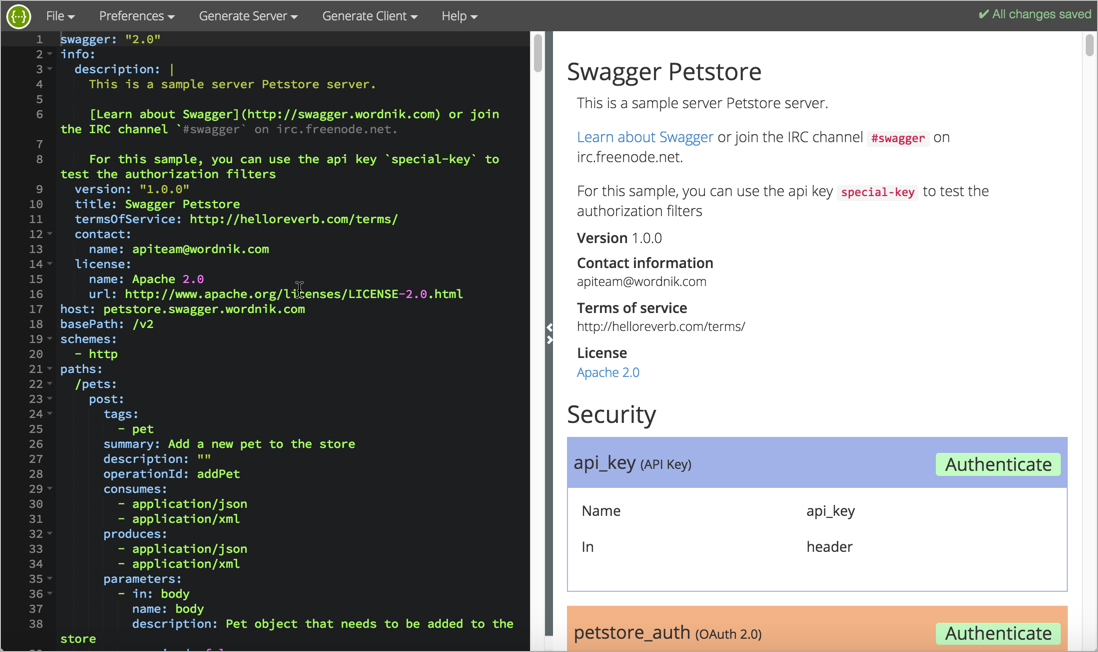 File Preferences Generate Server Generate Client Help ✔ All changes saved
1 swagger: "2.0"
2 info:
3 description: |
4 This is a sample server Petstore server.
5
6 [Learn about Swagger](http://swagger.wordnik.com) or join
the IRC channel `#swagger` on irc.freenode.net.
7
8 For this sample, you can use the api key `special-key` to
test the authorization filters
9 version: "1.0.0"
10 title: Swagger Petstore
11 termsOfService: http://helloreverb.com/terms/
12 contact:
13 name: apiteam@wordnik.com
14 license:
15 name: Apache 2.0
16 url: http://www.apache.org/licenses/LICENSE-2.0.html
17 host: petstore.swagger.wordnik.com
18 basePath: /v2
19 schemes:
20 - http
21 paths:
22 /pets:
23 post:
24 tags:
25 - pet
26 summary: Add a new pet to the store
27 description: ""
28 operationId: addPet
29 consumes:
30 - application/json
31 - application/xml
32 produces:
33 - application/json
34 - application/xml
35 parameters:
36 - in: body
37 name: body
38 description: Pet object that needs to be added to the
store
Swagger Petstore
This is a sample server Petstore server.
Learn about Swagger or join the IRC channel #swagger on
irc.freenode.net.
For this sample, you can use the api key special-key to test the
authorization filters
Version 1.0.0
Contact information
apiteam@wordnik.com
Terms of service
http://helloreverb.com/terms/
License
Apache 2.0
Security
api_key (API Key) Authenticate
Name api_key
In header
petstore_auth (OAuth 2.0) Authenticate